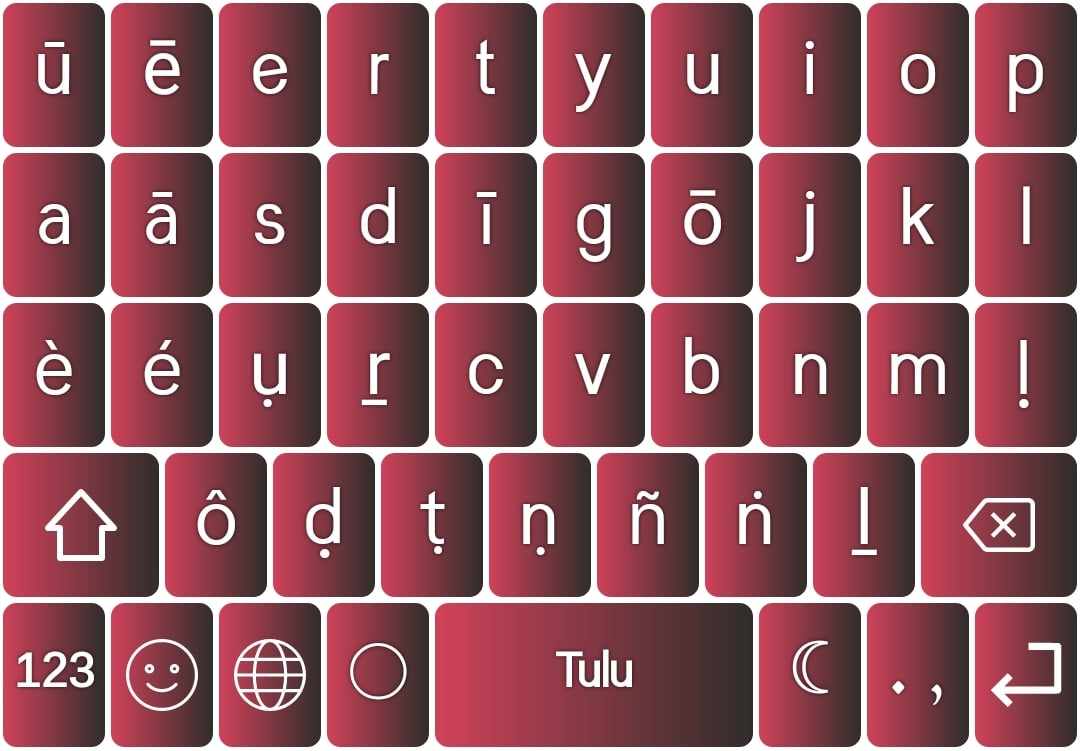 ū ē e r t y u i o p
a ā s d ī g ō j k l
è é ụ ṟ c v b n m ḷ
ô ḍ ṭ ṇ ñ ṅ ḻ
123 Tulu . ,